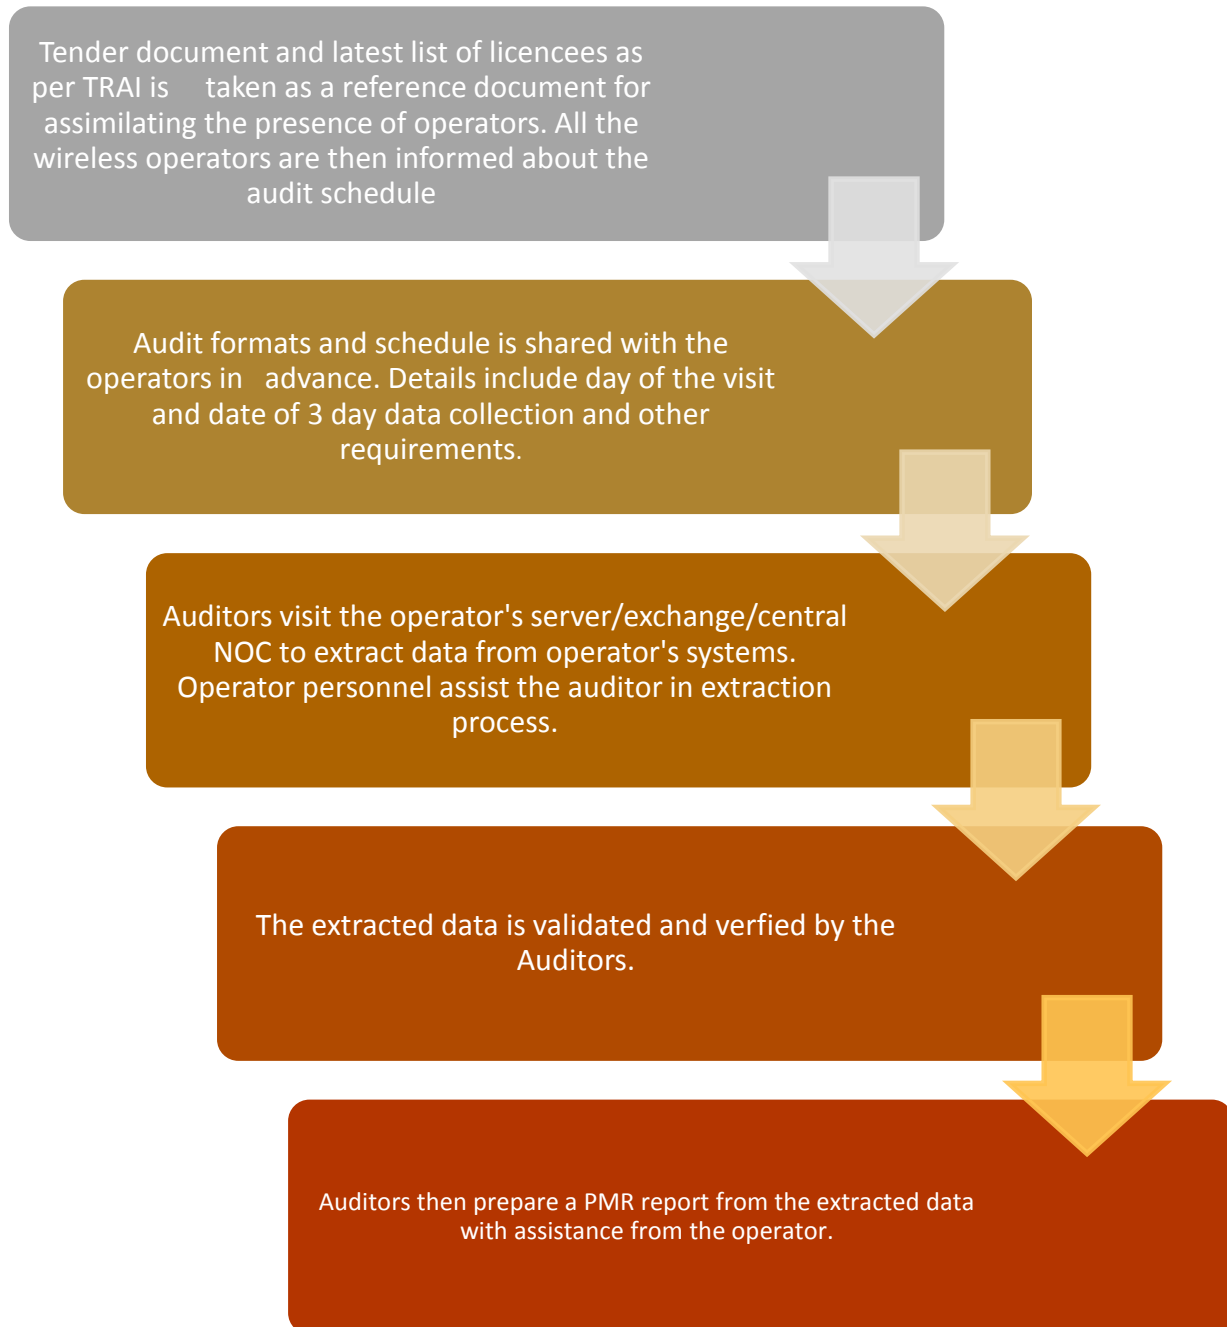 Tender document and latest list of licencees as
per TRAI is taken as a reference document for
assimilating the presence of operators. All the
wireless operators are then informed about the
audit schedule
Audit formats and schedule is shared with the
operators in advance. Details include day of the visit
and date of 3 day data collection and other
requirements.
Auditors visit the operator's server/exchange/central
NOC to extract data from operator's systems.
Operator personnel assist the auditor in extraction
process.
The extracted data is validated and verfied by the
Auditors.
Auditors then prepare a PMR report from the extracted data
with assistance from the operator.